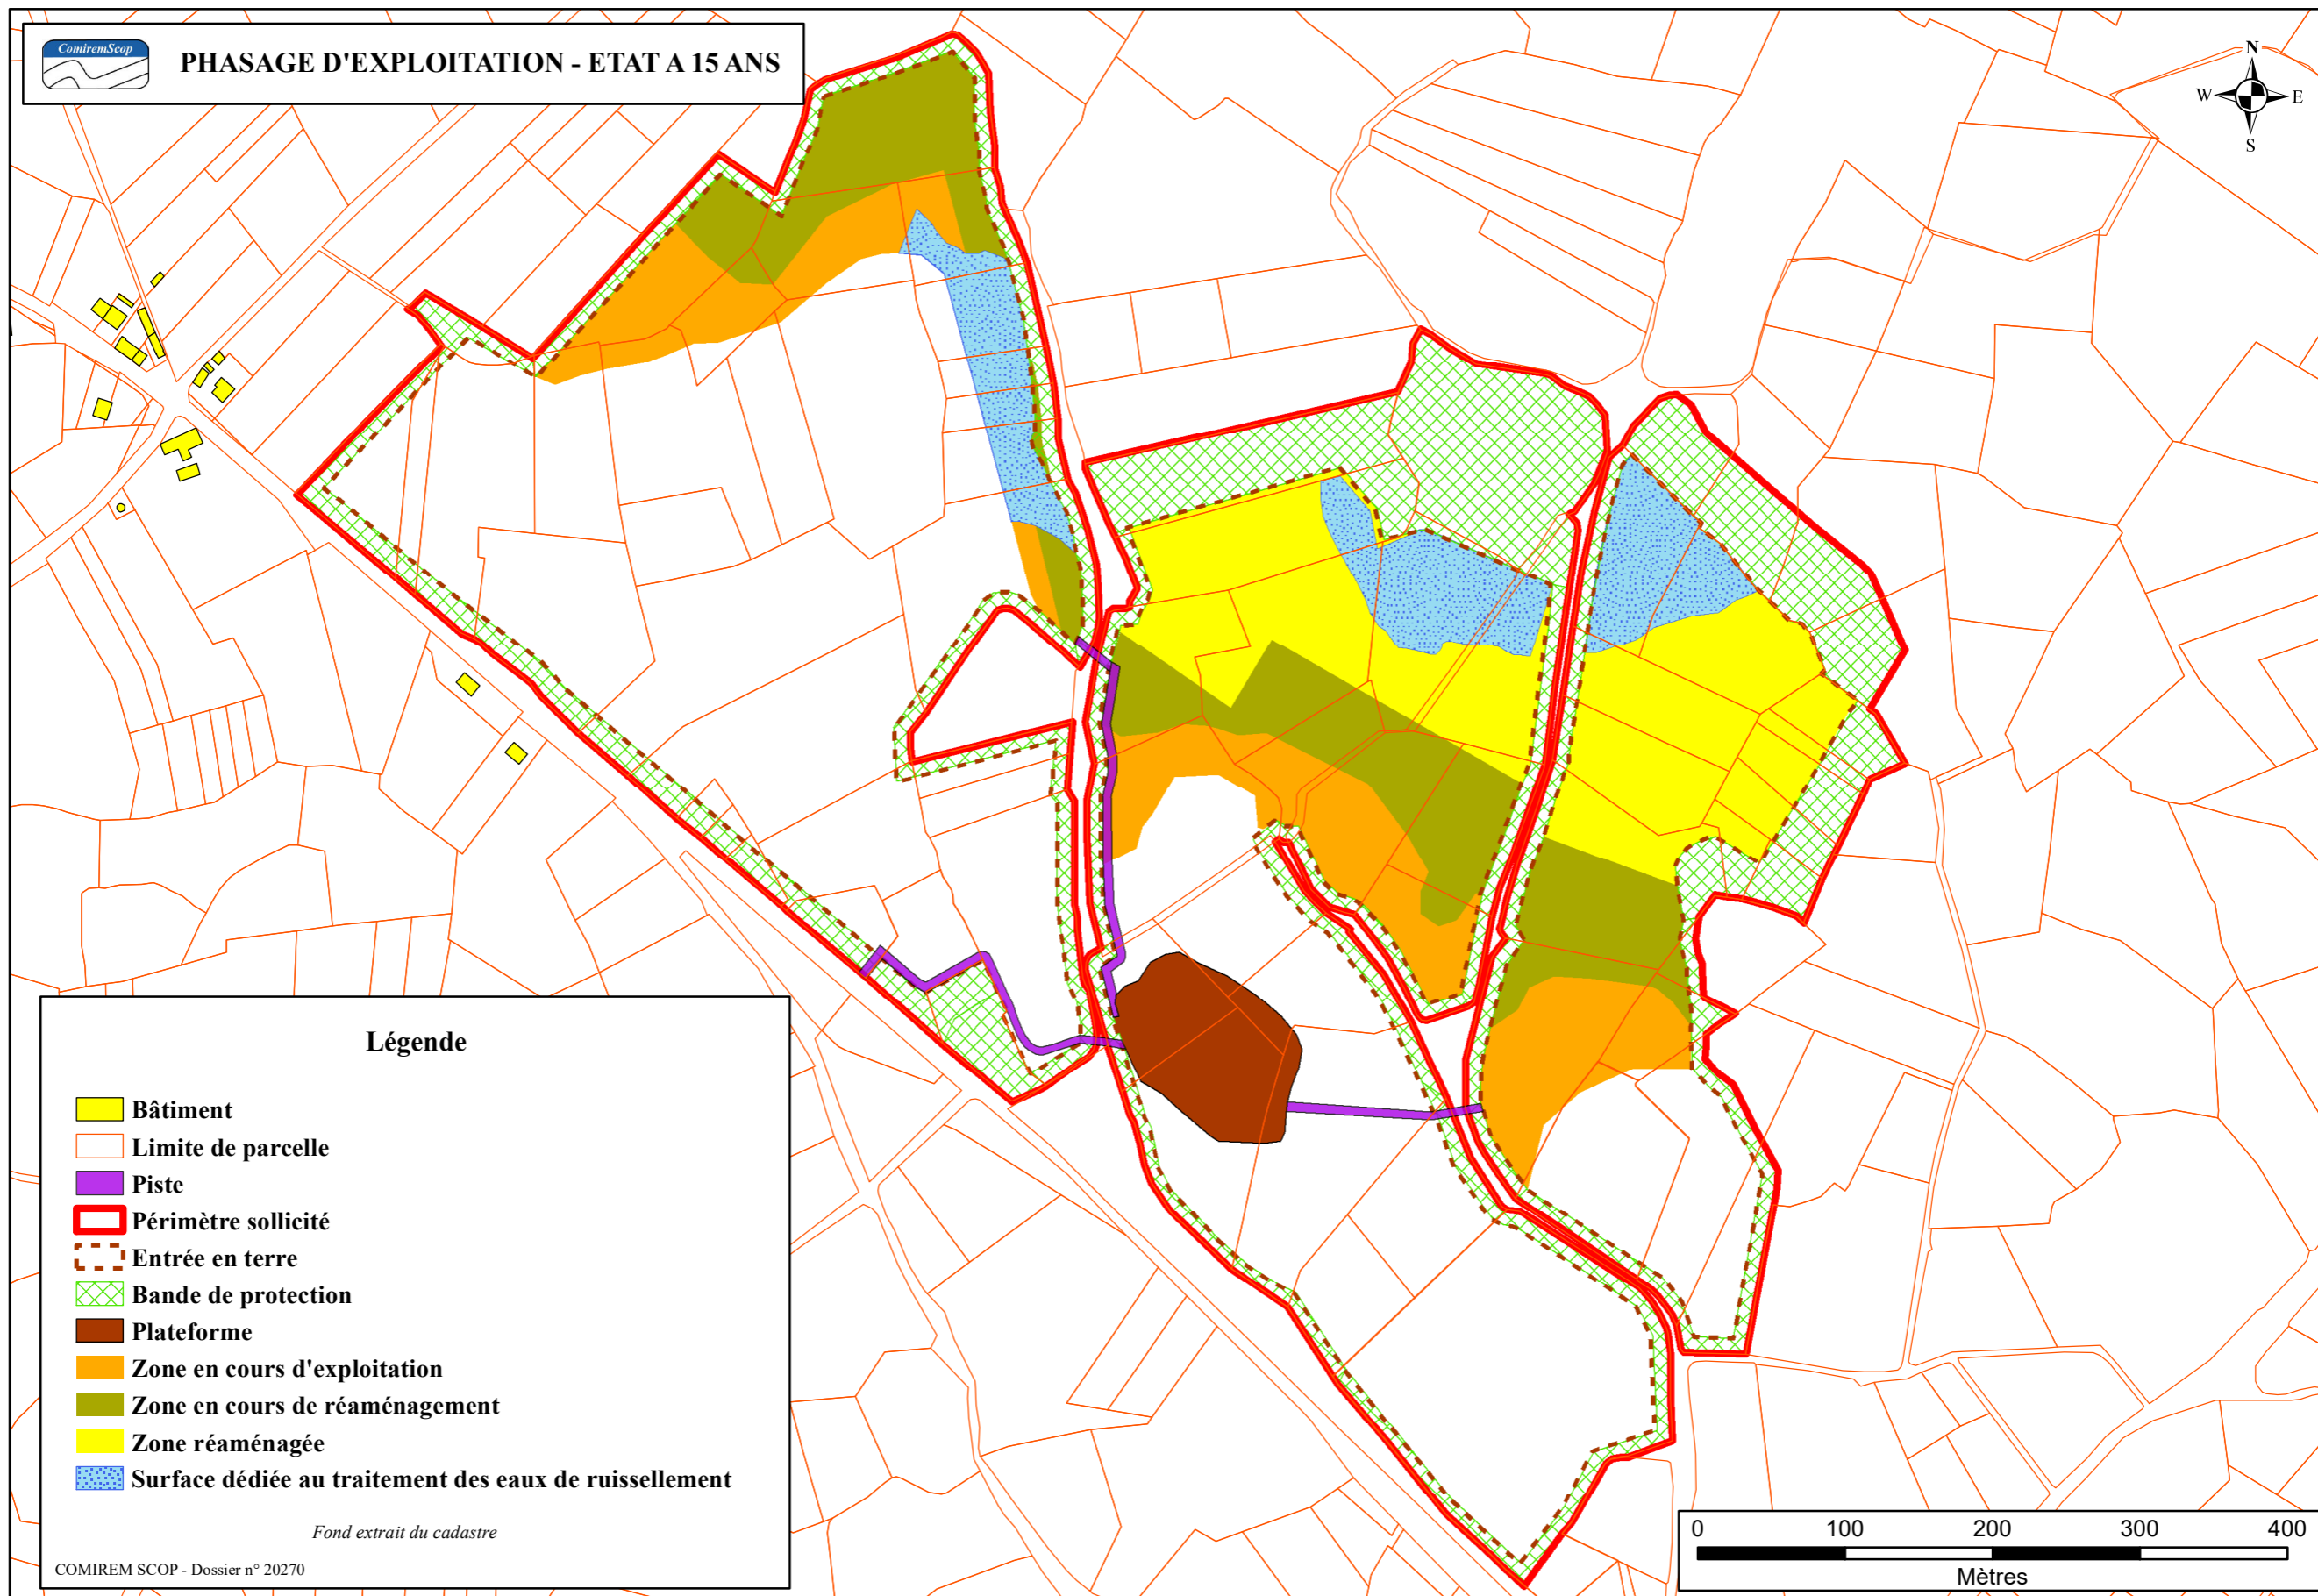 ComiremScop
PHASAGE D'EXPLOITATION - ETAT A 15 ANS
N
W E
S
Légende
Bâtiment
Limite de parcelle
Piste
Périmètre sollicité
Entrée en terre
Bande de protection
Plateforme
Zone en cours d'exploitation
Zone en cours de réaménagement
Zone réaménagée
Surface dédiée au traitement des eaux de ruissellement
Fond extrait du cadastre
COMIREM SCOP - Dossier n° 20270
0 100 200 300 400
Mètres